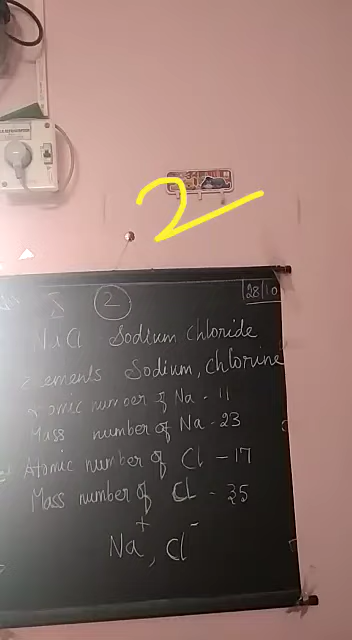 2
2
28/10
NaCl Sodium chloride
Elements Sodium, Chlorine
Atomic number of Na - 11
Mass number of Na - 23
Atomic number of Cl - 17
Mass number of Cl - 35
Na⁺, Cl⁻